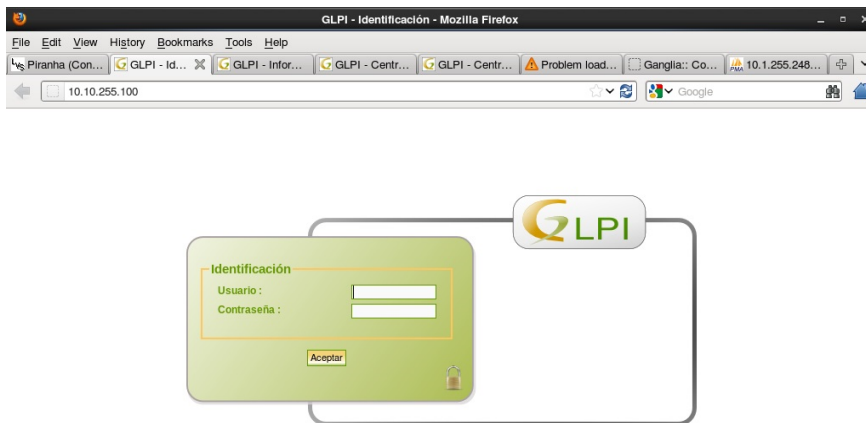 GLPI - Identificación - Mozilla Firefox
File Edit View History Bookmarks Tools Help
Piranha (Con... GLPI - Id... GLPI - Infor... GLPI - Centr... GLPI - Centr... Problem load... Ganglia:: Co... 10.1.255.248...
10.10.255.100 Google
GLPI
Identificación
Usuario :
Contraseña :
Aceptar